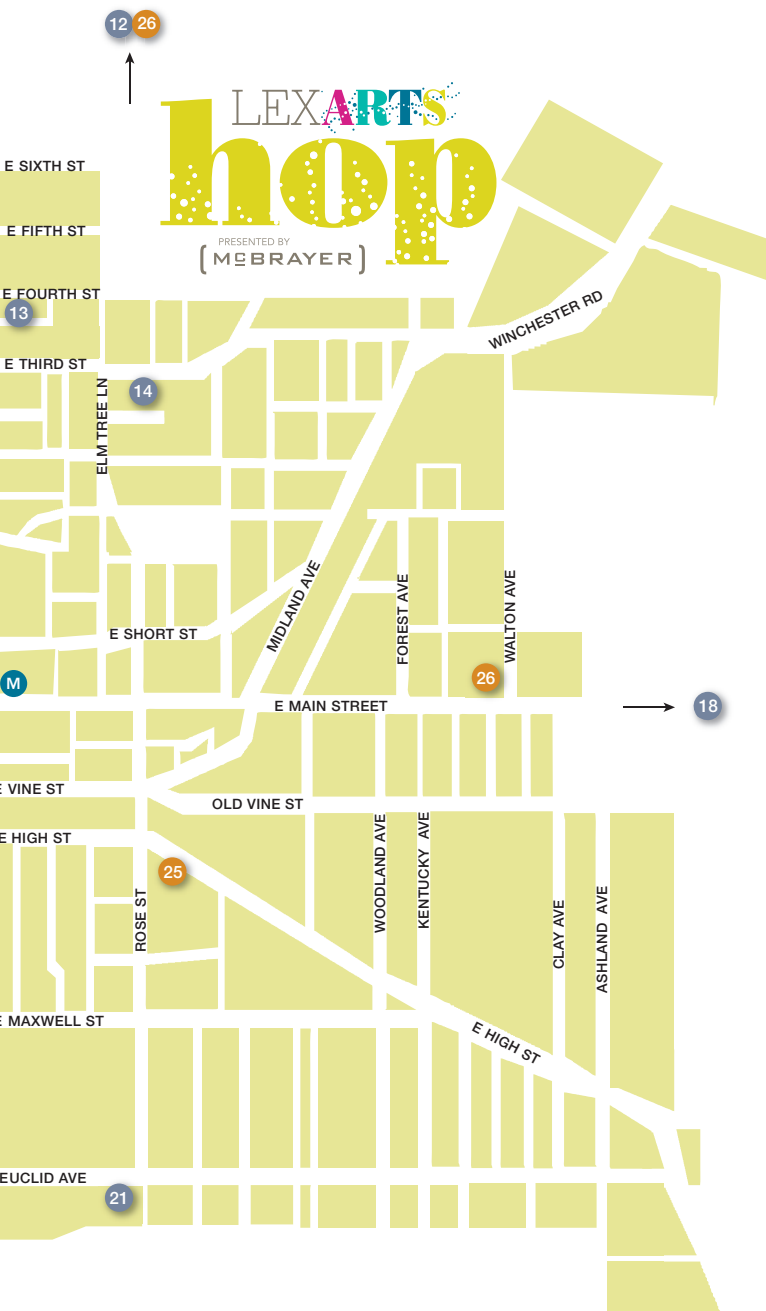 12 26
LEXARTS
hop
PRESENTED BY
McBRAYER
E SIXTH ST
E FIFTH ST
E FOURTH ST
13
E THIRD ST
WINCHESTER RD
ELM TREE LN
14
MIDLAND AVE
FOREST AVE
WALTON AVE
E SHORT ST
M
26
E MAIN STREET
18
E VINE ST
OLD VINE ST
E HIGH ST
25
ROSE ST
WOODLAND AVE
KENTUCKY AVE
CLAY AVE
ASHLAND AVE
E MAXWELL ST
E HIGH ST
EUCLID AVE
21